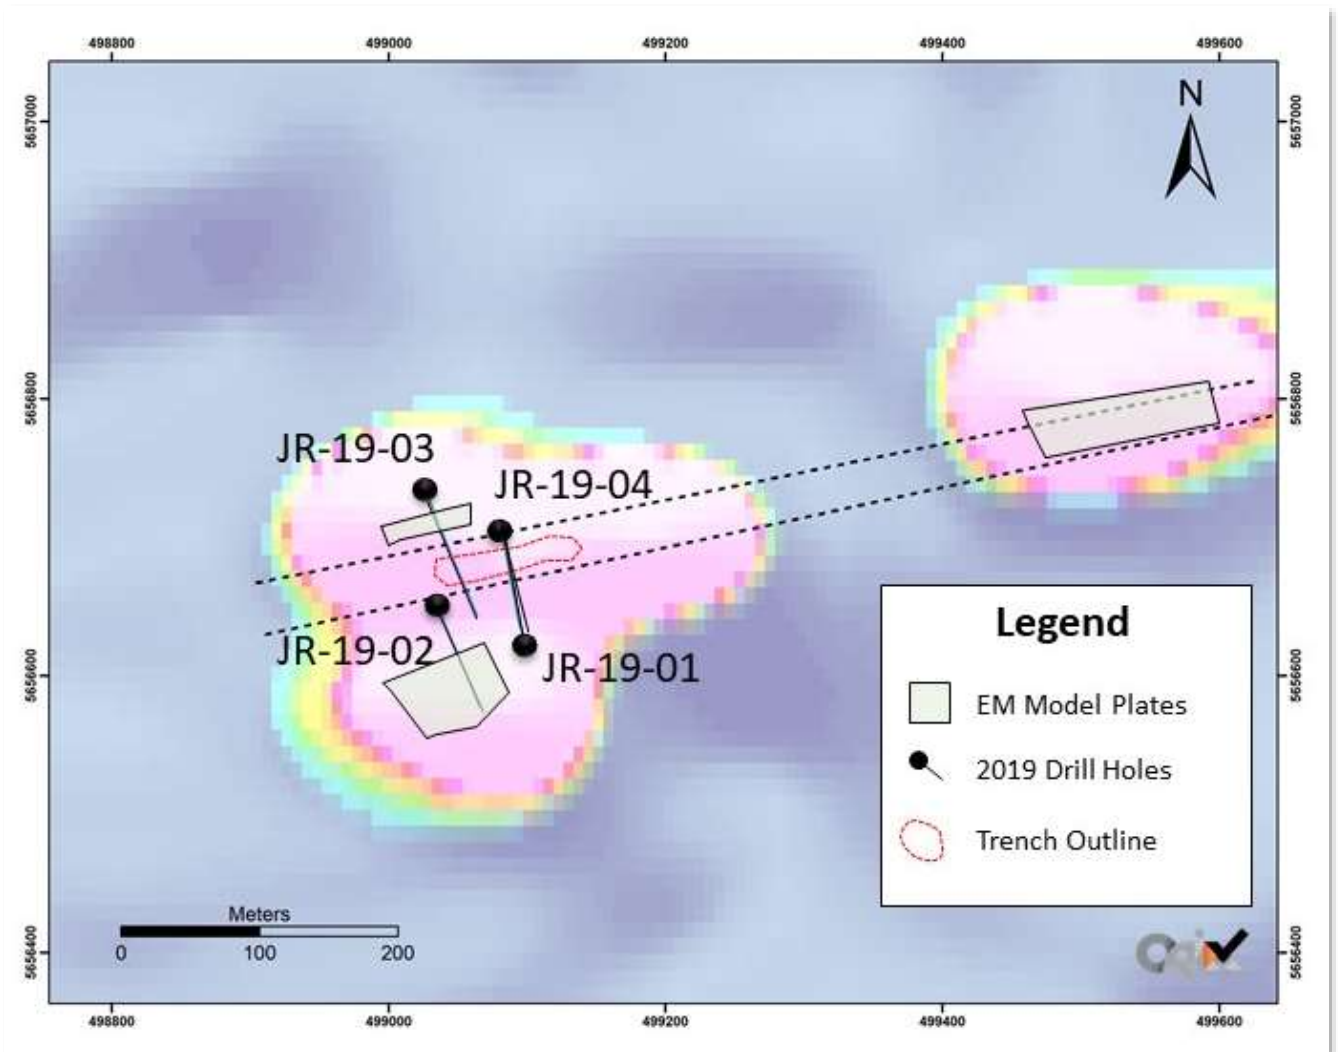 498800 499000 499200 499400 499600
5657000 5657000
N
5656800 5656800
JR-19-03
JR-19-04
JR-19-02
JR-19-01
5656600 5656600
Legend
EM Model Plates
2019 Drill Holes
Trench Outline
Meters
0 100 200
5656400 5656400
498800 499000 499200 499400 499600